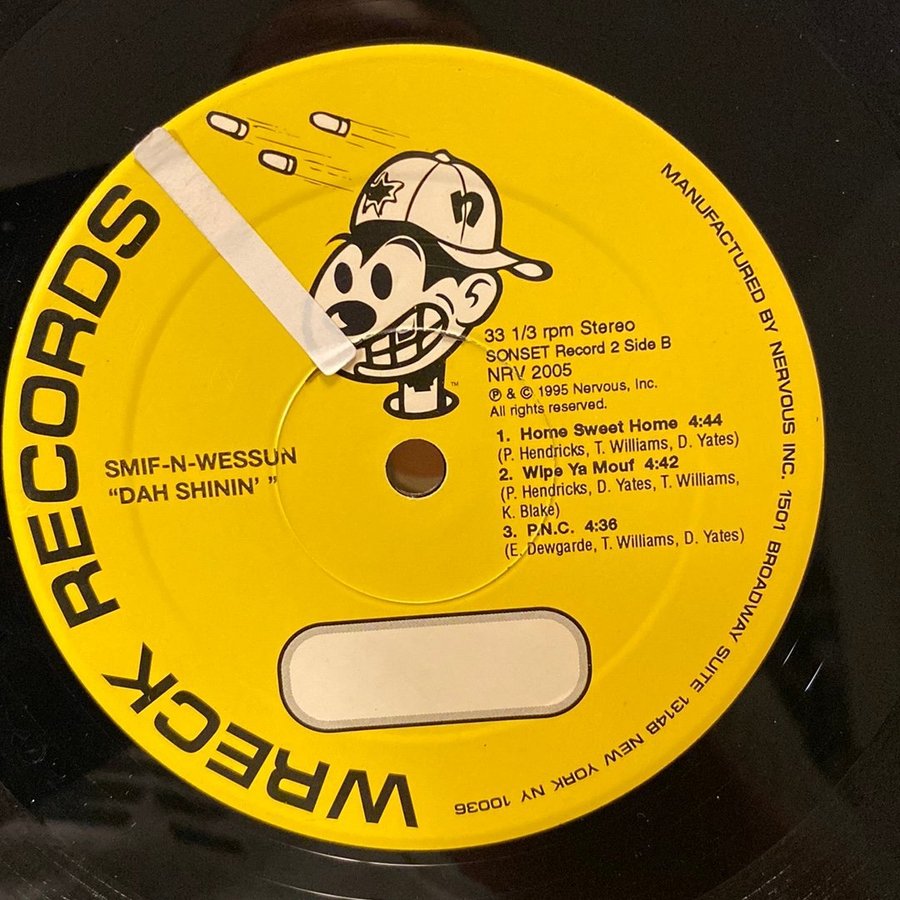 WRECK RECORDS
MANUFACTURED BY NERVOUS INC. 1501 BROADWAY SUITE 1314B NEW YORK NY 10036
n
TM
33 1/3 rpm Stereo
SONSET Record 2 Side B
NRV 2005
℗ & © 1995 Nervous, Inc.
All rights reserved.
SMIF-N-WESSUN
“DAH SHININ’ ”
1. Home Sweet Home 4:44
(P. Hendricks, T. Williams, D. Yates)
2. Wipe Ya Mouf 4:42
(P. Hendricks, D. Yates, T. Williams,
K. Blake)
3. P.N.C. 4:36
(E. Dewgarde, T. Williams, D. Yates)